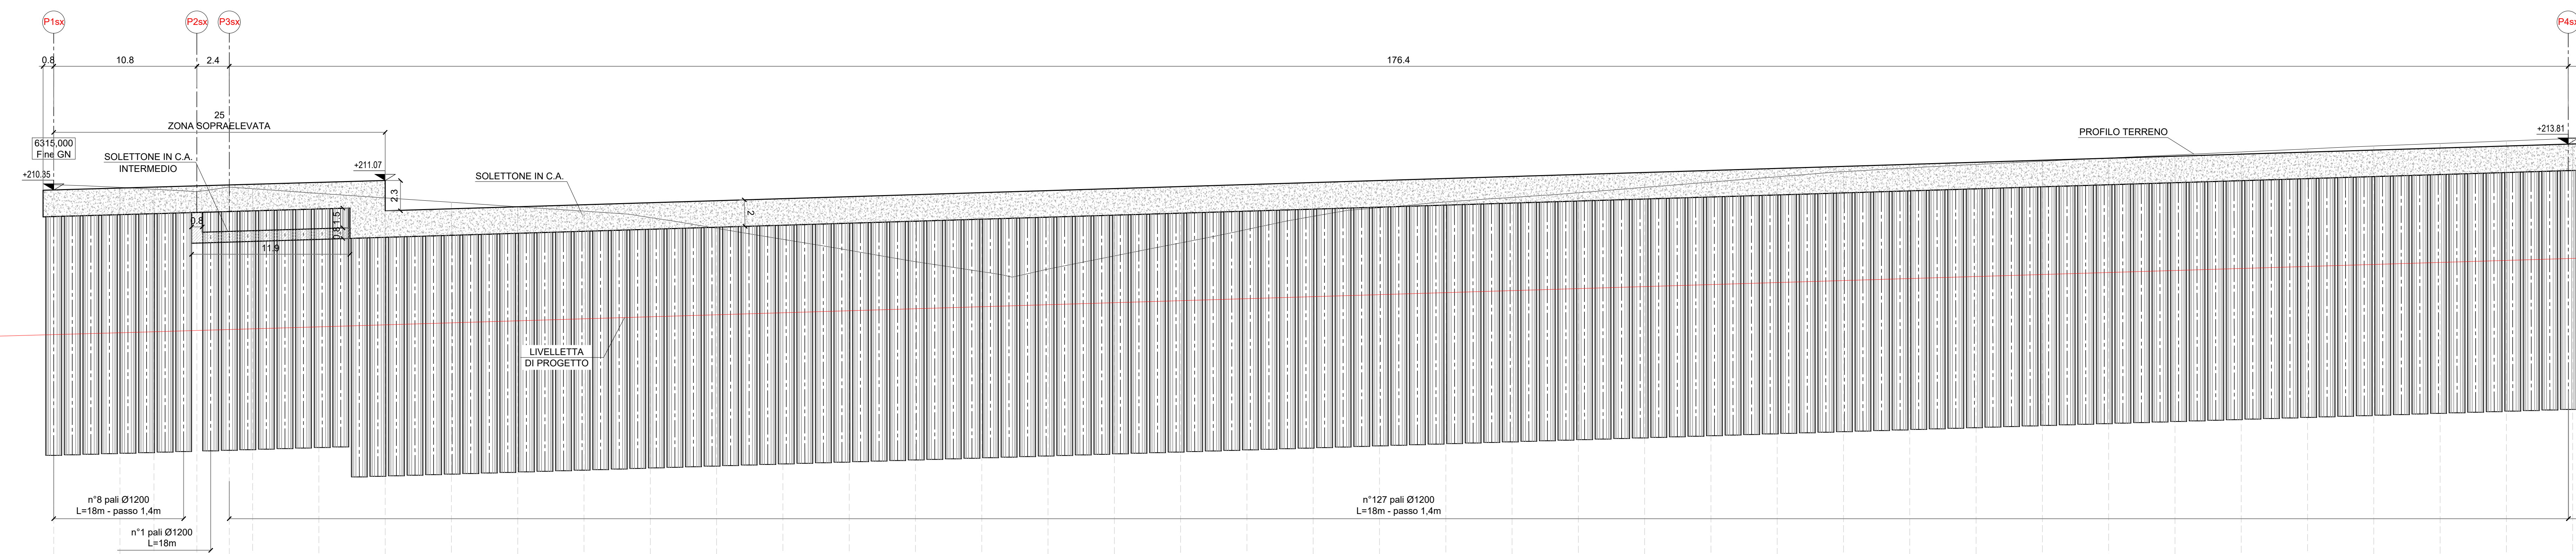 P1sx
P2sx
P3sx
P4sx
0.8
10.8
2.4
176.4
25
ZONA SOPRAELEVATA
6315,000
Fine GN
SOLETTONE IN C.A.
INTERMEDIO
+210.35
+211.07
2.3
SOLETTONE IN C.A.
PROFILO TERRENO
+213.81
0.8
1.5
0.8
11.9
2
LIVELLETTA
DI PROGETTO
n°8 pali Ø1200
L=18m - passo 1,4m
n°1 pali Ø1200
L=18m
n°127 pali Ø1200
L=18m - passo 1,4m